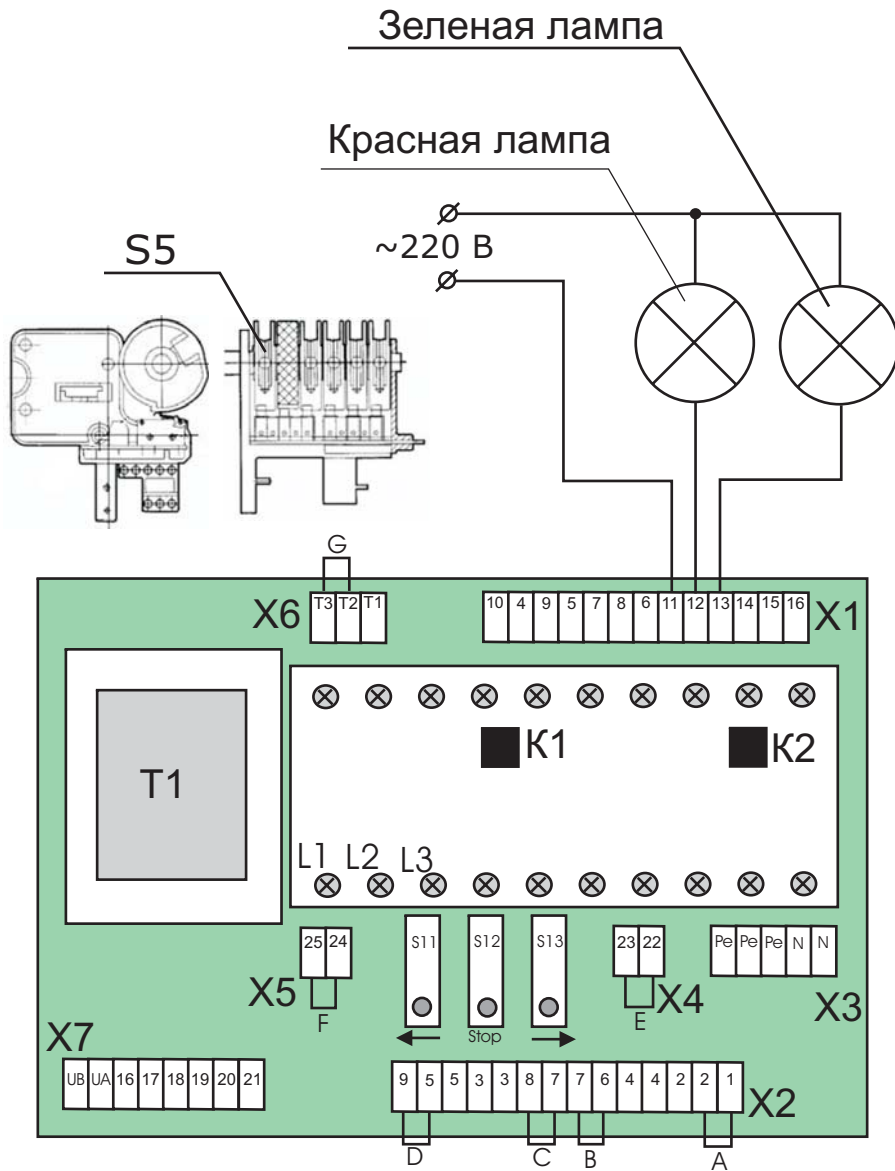 Зеленая лампа
Красная лампа
S5
~220 В
G
T3 T2 T1
X6
10 4 9 5 7 8 6 11 12 13 14 15 16
X1
T1
K1
K2
L1 L2 L3
25 24
S11
S12
S13
23 22
Pe Pe Pe N N
X5
F
X4
E
X3
Stop
X7
UB UA 16 17 18 19 20 21
9 5 5 3 3 8 7 7 6 4 4 2 2 1
X2
D
C
B
A